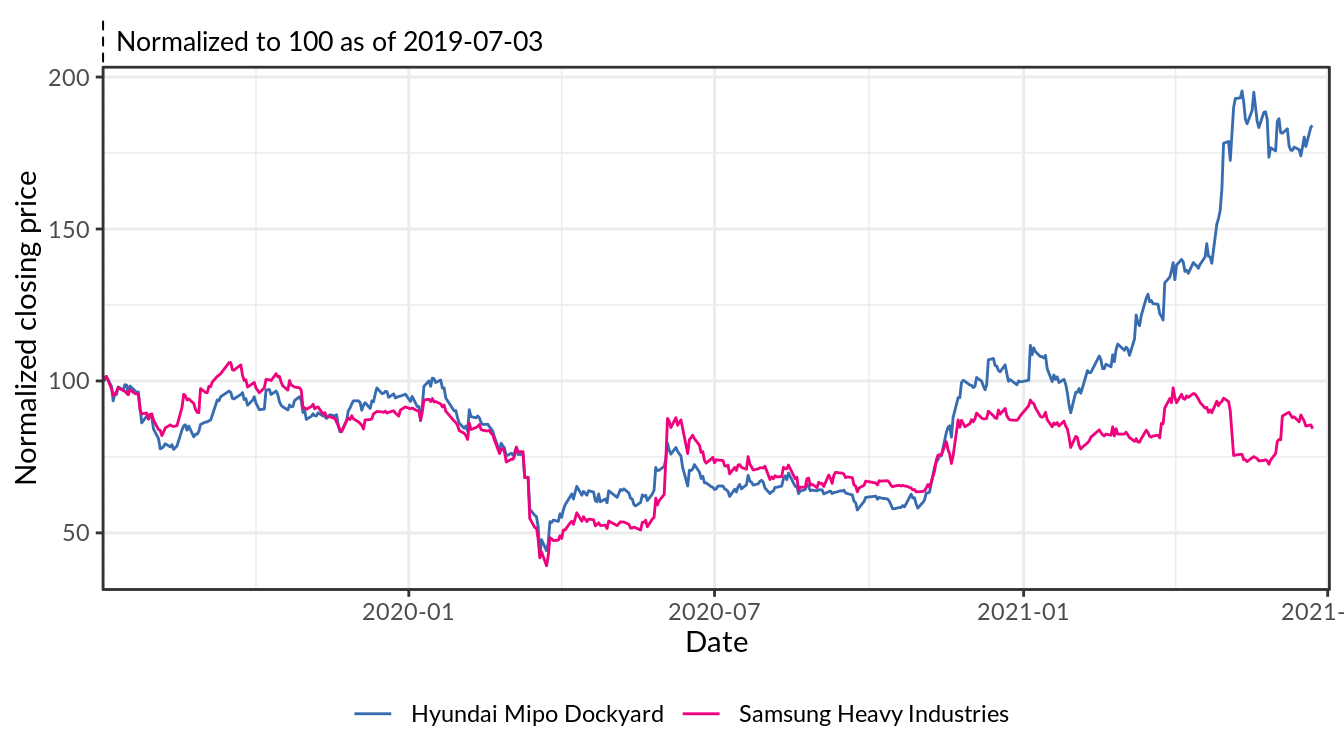 Normalized to 100 as of 2019-07-03
Normalized closing price
200
150
100
50
2020-01
2020-07
2021-01
2021-
Date
Hyundai Mipo Dockyard
Samsung Heavy Industries